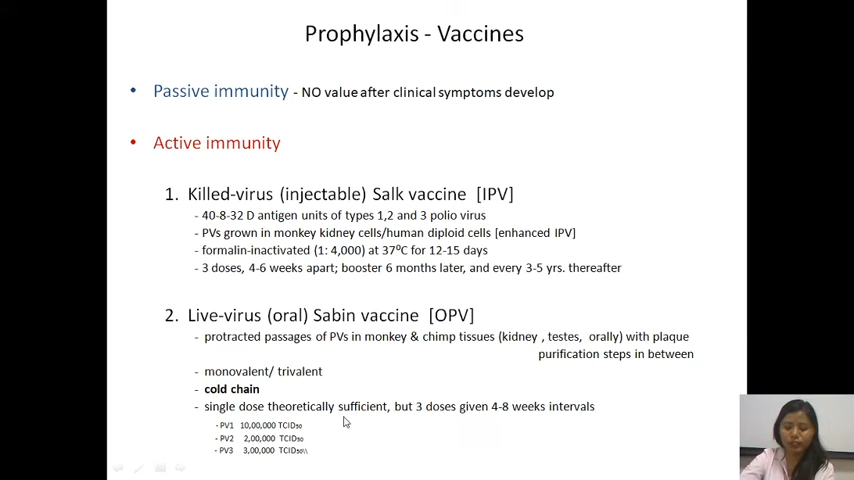 Prophylaxis - Vaccines
• Passive immunity - NO value after clinical symptoms develop
• Active immunity
1. Killed-virus (injectable) Salk vaccine [IPV]
- 40-8-32 D antigen units of types 1,2 and 3 polio virus
- PVs grown in monkey kidney cells/human diploid cells [enhanced IPV]
- formalin-inactivated (1: 4,000) at 37⁰C for 12-15 days
- 3 doses, 4-6 weeks apart; booster 6 months later, and every 3-5 yrs. thereafter
2. Live-virus (oral) Sabin vaccine [OPV]
- protracted passages of PVs in monkey & chimp tissues (kidney , testes, orally) with plaque
purification steps in between
- monovalent/ trivalent
- cold chain
- single dose theoretically sufficient, but 3 doses given 4-8 weeks intervals
- PV1 10,00,000 TCID₅₀
- PV2 2,00,000 TCID₅₀
- PV3 3,00,000 TCID₅₀\\